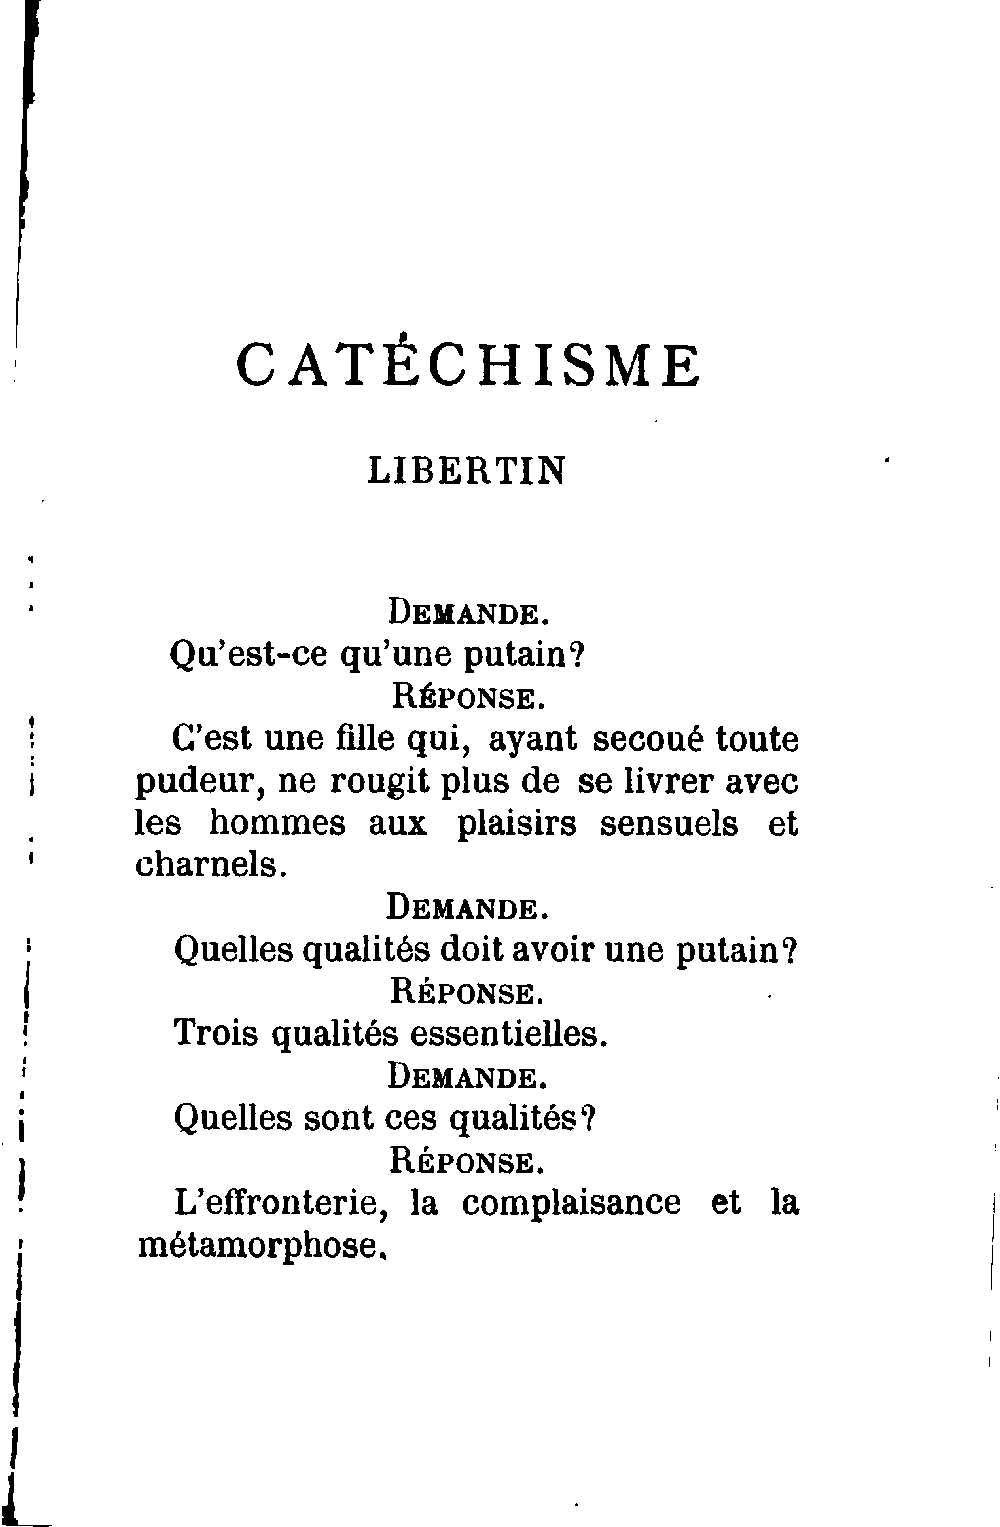 CATÉCHISME
LIBERTIN
DEMANDE.
Qu'est-ce qu'une putain?
RÉPONSE.
C'est une fille qui, ayant secoué toute
pudeur, ne rougit plus de se livrer avec
les hommes aux plaisirs sensuels et
charnels.
DEMANDE.
Quelles qualités doit avoir une putain?
RÉPONSE.
Trois qualités essentielles.
DEMANDE.
Quelles sont ces qualités?
RÉPONSE.
L'effronterie, la complaisance et la
métamorphose.